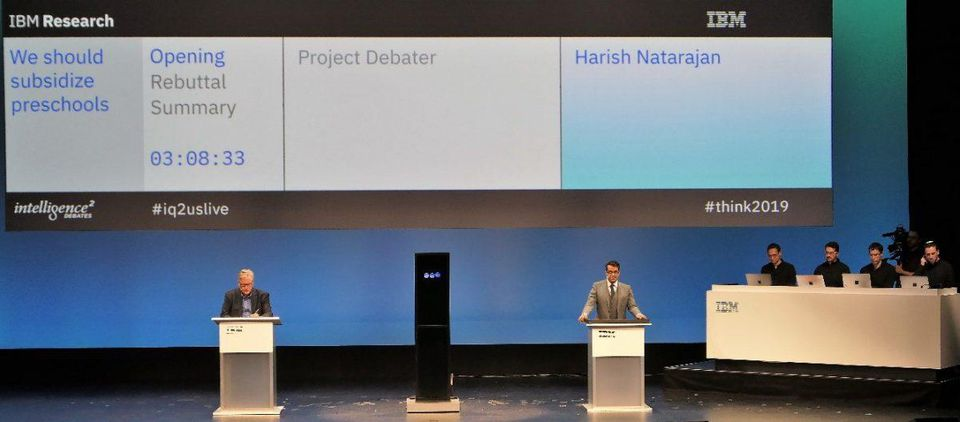 IBM Research
IBM
We should
subsidize
preschools
Opening
Rebuttal
Summary
03:08:33
Project Debater
Harish Natarajan
intelligence²
DEBATES
#iq2uslive
#think2019
IBM